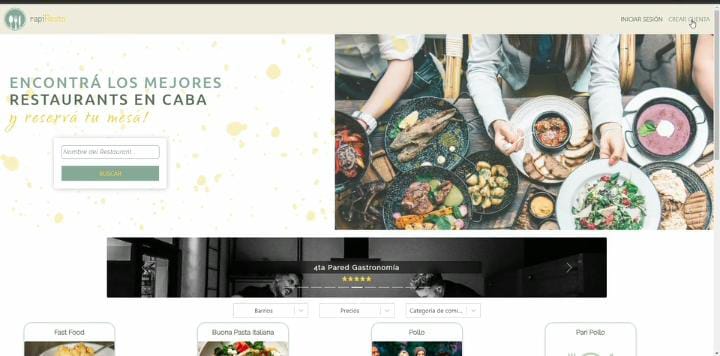 rapiResto
INICIAR SESIÓN CREAR CUENTA
ENCONTRÁ LOS MEJORES
RESTAURANTS EN CABA
y reservá tu mesa!
Nombre del Restaurant...
BUSCAR
4ta Pared Gastronomía
Barrios
Precios
Categoría de comi...
Fast Food
Buona Pasta Italiana
Pollo
Pari Pollo